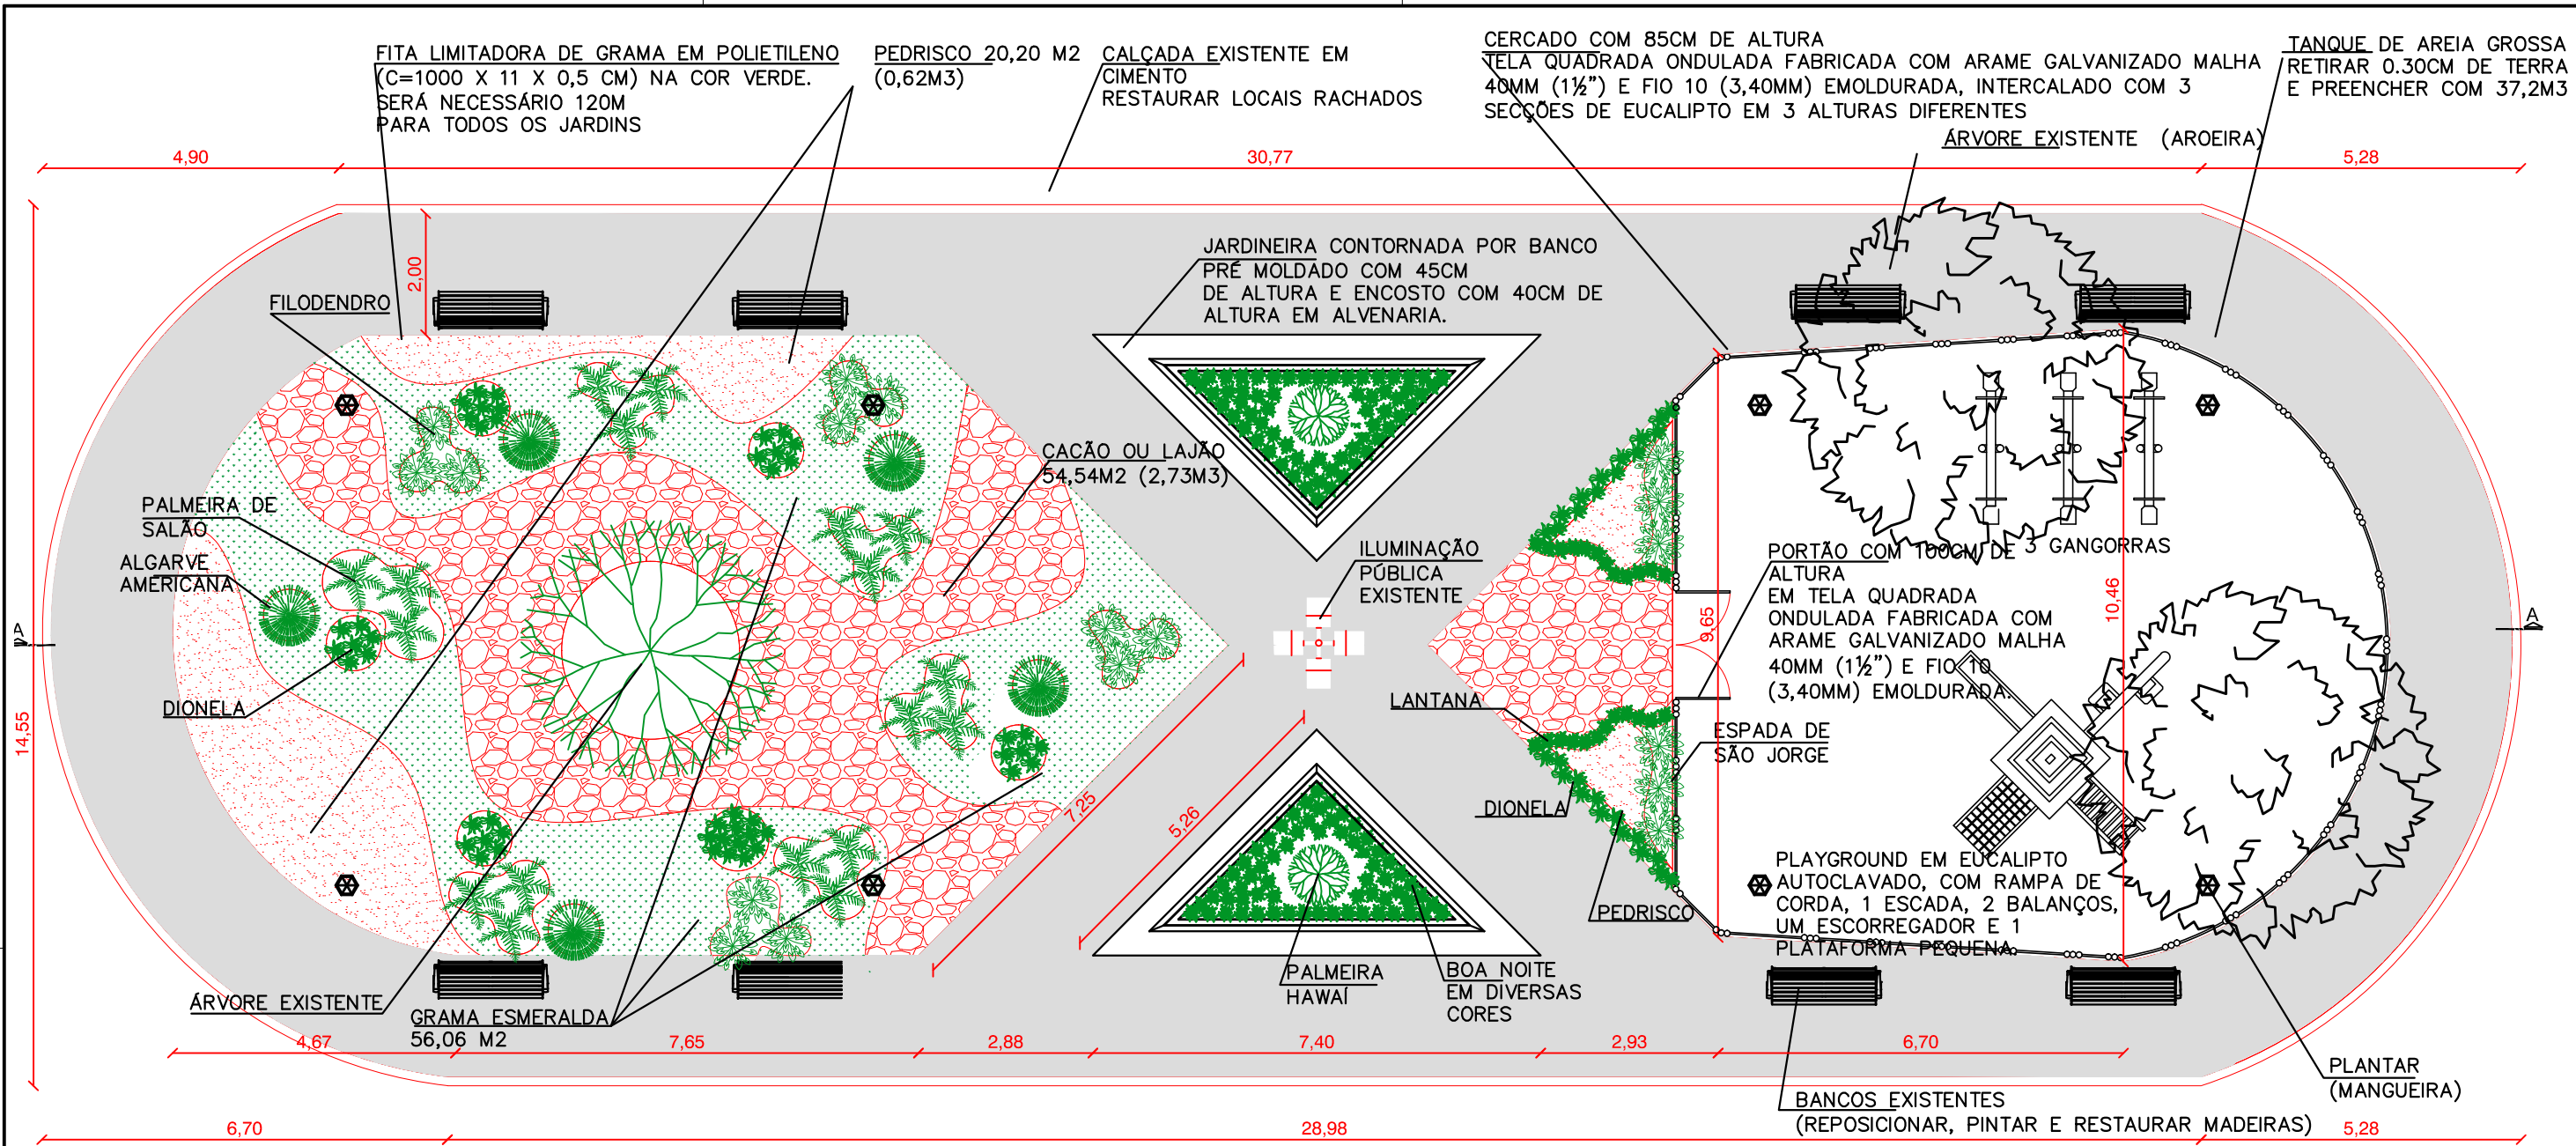 FITA LIMITADORA DE GRAMA EM POLIETILENO
(C=1000 X 11 X 0,5 CM) NA COR VERDE.
SERÁ NECESSÁRIO 120M
PARA TODOS OS JARDINS
PEDRISCO 20,20 M2
(0,62M3)
CALÇADA EXISTENTE EM
CIMENTO
RESTAURAR LOCAIS RACHADOS
CERCADO COM 85CM DE ALTURA
TELA QUADRADA ONDULADA FABRICADA COM ARAME GALVANIZADO MALHA
40MM (1½”) E FIO 10 (3,40MM) EMOLDURADA, INTERCALADO COM 3
SECÇÕES DE EUCALIPTO EM 3 ALTURAS DIFERENTES
TANQUE DE AREIA GROSSA
RETIRAR 0.30CM DE TERRA
E PREENCHER COM 37,2M3
ÁRVORE EXISTENTE (AROEIRA)
4,90
30,77
5,28
2,00
JARDINEIRA CONTORNADA POR BANCO
PRÉ MOLDADO COM 45CM
DE ALTURA E ENCOSTO COM 40CM DE
ALTURA EM ALVENARIA.
FILODENDRO
CACÃO OU LAJÃO
54,54M2 (2,73M3)
PALMEIRA DE
SALÃO
ALGARVE
AMERICANA
ILUMINAÇÃO
PÚBLICA
EXISTENTE
3 GANGORRAS
PORTÃO COM 100CM DE
ALTURA
EM TELA QUADRADA
ONDULADA FABRICADA COM
ARAME GALVANIZADO MALHA
40MM (1½”) E FIO 10
(3,40MM) EMOLDURADA.
9,65
10,46
A
A
14,55
DIONELA
LANTANA
ESPADA DE
SÃO JORGE
7,25
5,26
DIONELA
PEDRISCO
PLAYGROUND EM EUCALIPTO
AUTOCLAVADO, COM RAMPA DE
CORDA, 1 ESCADA, 2 BALANÇOS,
UM ESCORREGADOR E 1
PLATAFORMA PEQUENA.
ÁRVORE EXISTENTE
GRAMA ESMERALDA
56,06 M2
PALMEIRA
HAWAÍ
BOA NOITE
EM DIVERSAS
CORES
4,67
7,65
2,88
7,40
2,93
6,70
PLANTAR
(MANGUEIRA)
BANCOS EXISTENTES
(REPOSICIONAR, PINTAR E RESTAURAR MADEIRAS)
6,70
28,98
5,28